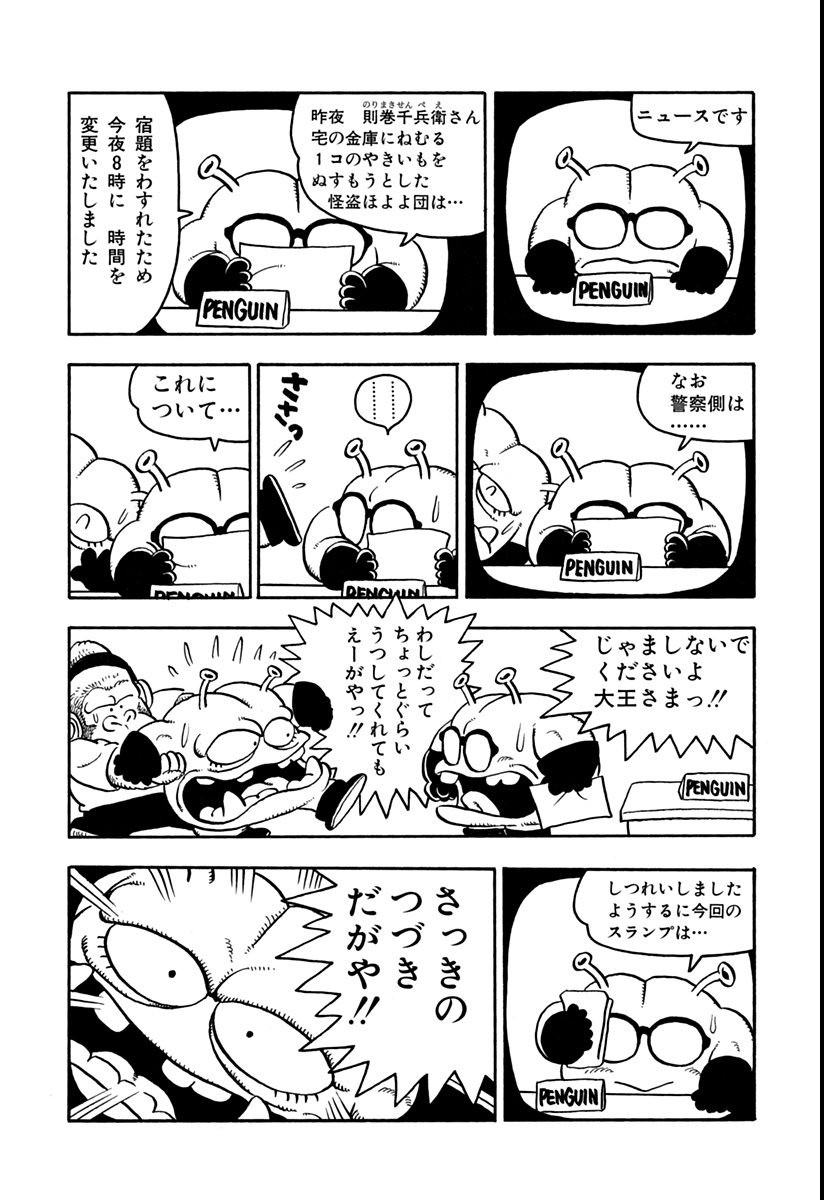 ニュースです
PENGUIN
昨夜　則巻千兵衛さん
のりまきせんべえ
宅の金庫にねむる
1コのやきいもを
ぬすもうとした
怪盗ほよよ団は…
宿題をわすれたため
今夜8時に　時間を
変更いたしました
PENGUIN
なお
警察側は
……
PENGUIN
ササーっ
PENGUIN
これに
ついて…
PENGUIN
じゃましないで
くださいよ
大王さまっ!!
わしだって
ちょっとぐらい
うつしてくれても
えーがやっ!!
PENGUIN
しつれいしました
ようするに今回の
スランプは…
PENGUIN
さっきの
つづき
だがや!!